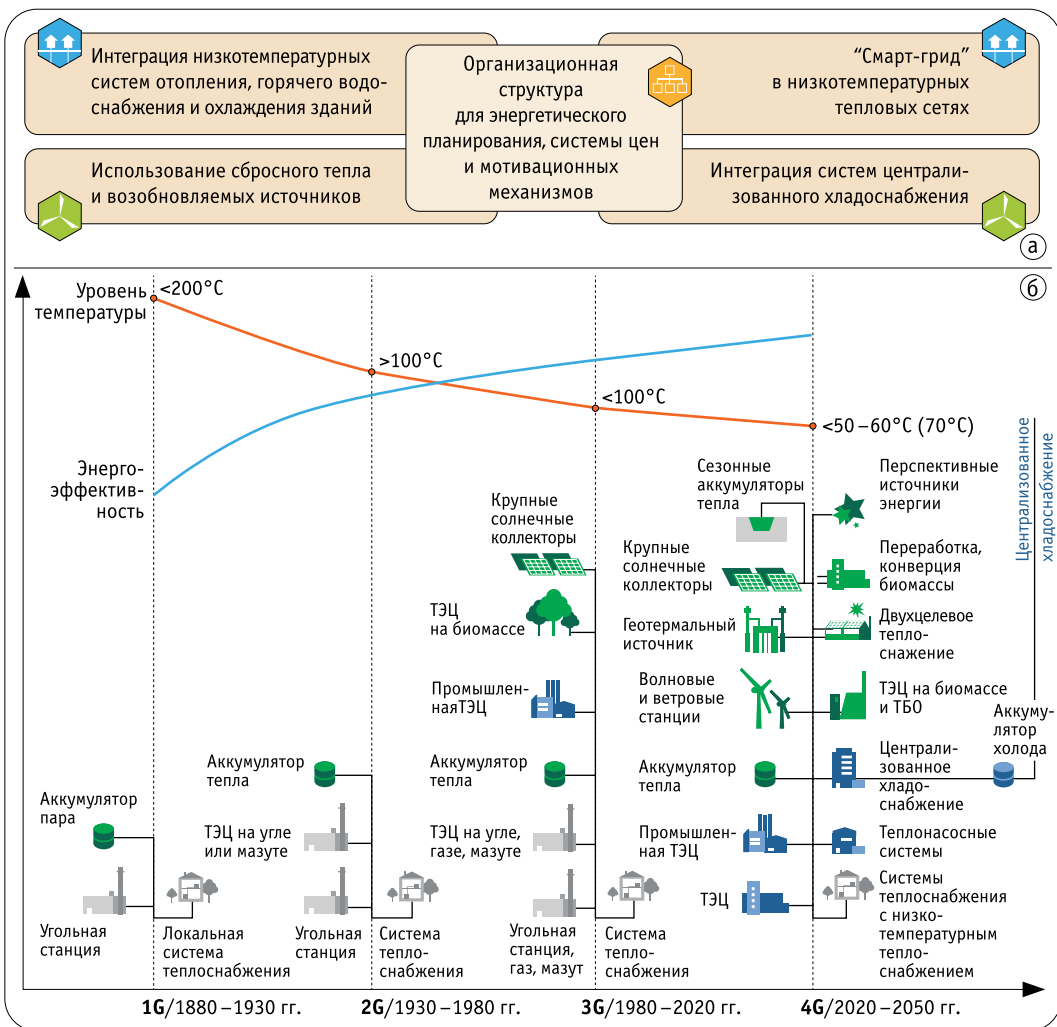 Интеграция низкотемпературных
систем отопления, горячего водо-
снабжения и охлаждения зданий
Организационная
структура
для энергетического
планирования, системы цен
и мотивационных
механизмов
“Смарт-грид”
в низкотемпературных
тепловых сетях
Использование сбросного тепла
и возобновляемых источников
Интеграция систем централи-
зованного хладоснабжения
а
б
Уровень
температуры
<200°C
>100°C
<100°C
<50–60°C (70°C)
Энерго-
эффектив-
ность
Централизованное
хладоснабжение
Крупные
солнечные
коллекторы
ТЭЦ
на биомассе
Промышлен-
наяТЭЦ
Сезонные
аккумуляторы
тепла
Крупные
солнечные
коллекторы
Геотермальный
источник
Волновые
и ветровые
станции
Перспективные
источники
энергии
Переработка,
конверция
биомассы
Двухцелевое
тепло-
снажение
ТЭЦ на биомассе
и ТБО
Аккуму-
лятор
холода
Аккумулятор
пара
Аккумулятор
тепла
Аккумулятор
тепла
Аккумулятор
тепла
Централи-
зованное
хладо-
снабжение
ТЭЦ на угле
или мазуте
ТЭЦ на угле,
газе, мазуте
Промышлен-
ная ТЭЦ
Теплонасосные
системы
ТЭЦ
Системы
теплоснабжения
с низко-
температурным
тепло-
снабжением
Угольная
станция
Локальная
система
теплоснабжения
Угольная
станция
Система
тепло-
снабжения
Угольная
станция,
газ, мазут
Система
тепло-
снабжения
1G/1880–1930 гг.
2G/1930–1980 гг.
3G/1980–2020 гг.
4G/2020–2050 гг.